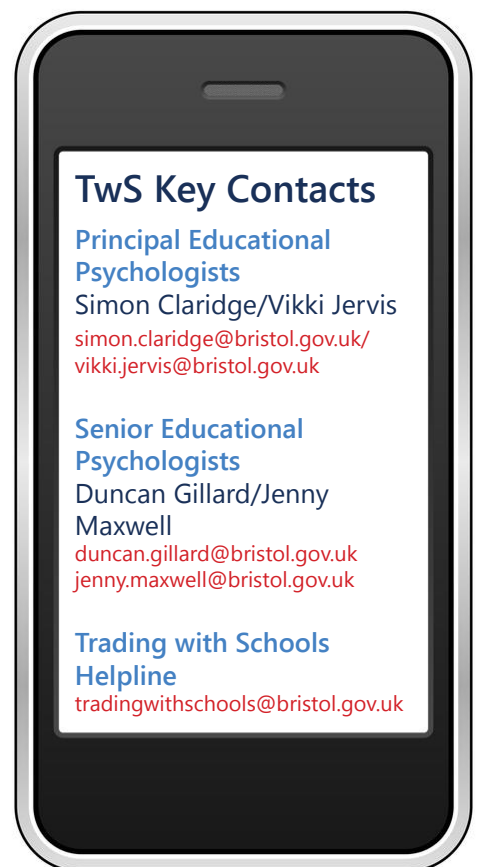 TwS Key Contacts
Principal Educational
Psychologists
Simon Claridge/Vikki Jervis
simon.claridge@bristol.gov.uk/
vikki.jervis@bristol.gov.uk
Senior Educational
Psychologists
Duncan Gillard/Jenny
Maxwell
duncan.gillard@bristol.gov.uk
jenny.maxwell@bristol.gov.uk
Trading with Schools
Helpline
tradingwithschools@bristol.gov.uk